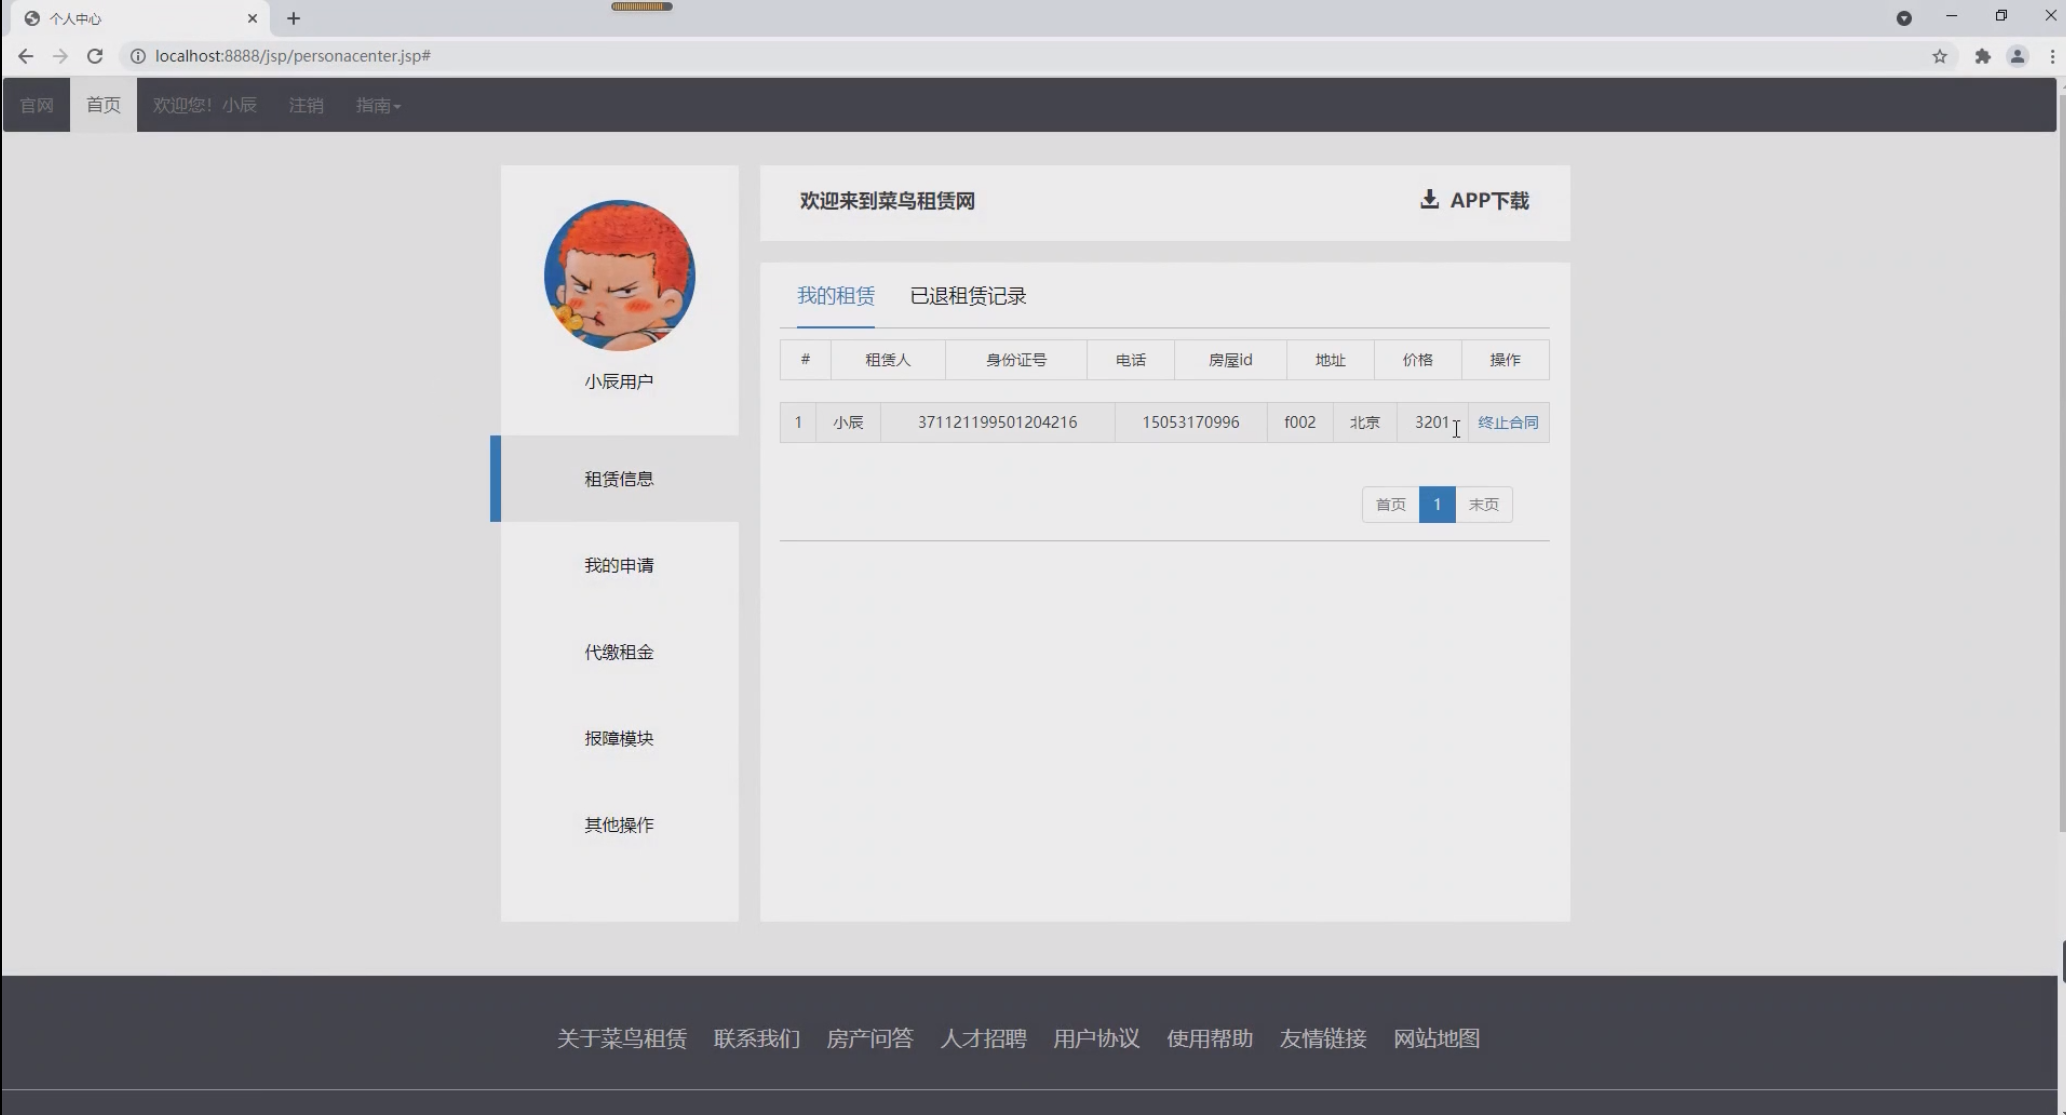 个人中心
localhost:8888/jsp/personacenter.jsp#
官网 首页 欢迎您！小辰 注销 指南
小辰用户
租赁信息
我的申请
代缴租金
报障模块
其他操作
欢迎来到菜鸟租赁网 APP下载
我的租赁 已退租赁记录
# 租赁人 身份证号 电话 房屋id 地址 价格 操作
1 小辰 371121199501204216 15053170996 f002 北京 3201 终止合同
首页 1 末页
关于菜鸟租赁 联系我们 房产问答 人才招聘 用户协议 使用帮助 友情链接 网站地图